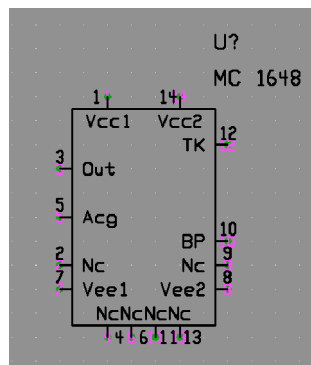 U?
MC 1648
1 14
Vcc1 Vcc2
12
TK
3
Out
5
Acg
10
BP
2 9
Nc Nc
7 8
Vee1 Vee2
NcNcNcNc
4 6 11 13